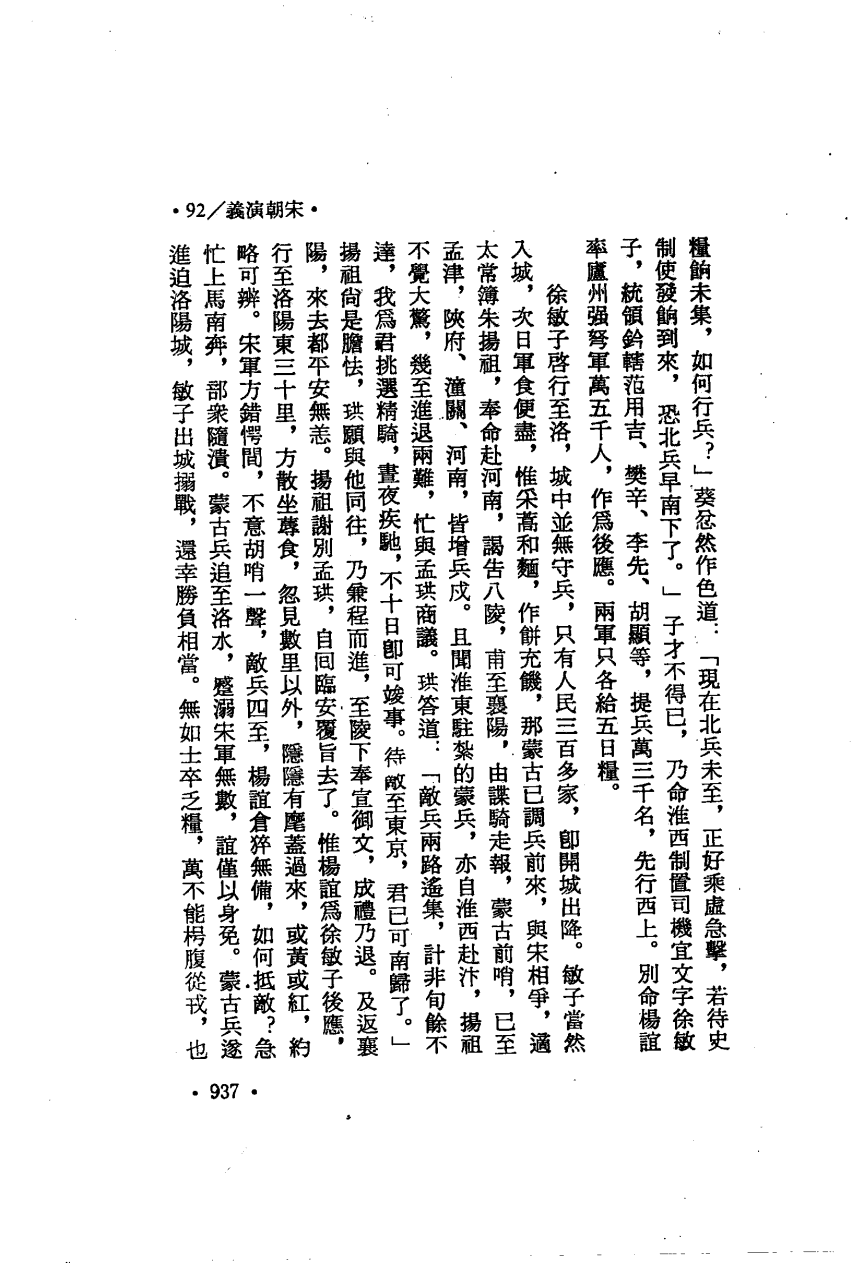 •92／義演朝宋•
糧餉未集，如何行兵？」葵忿然作色道：「現在北兵未至，正好乘虛急擊，若待史
制使發餉到來，恐北兵早南下了。」子才不得已，乃命淮西制置司機宜文字徐敏
子，統領鈐轄范用吉、樊辛、李先、胡顯等，提兵萬三千名，先行西上。別命楊誼
率廬州强弩軍萬五千人，作爲後應。兩軍只各給五日糧。
徐敏子啓行至洛，城中並無守兵，只有人民三百多家，卽開城出降。敏子當然
入城，次日軍食便盡，惟采蒿和麵，作餅充饑，那蒙古已調兵前來，與宋相爭，適
太常簿朱揚祖，奉命赴河南，謁告八陵，甫至襄陽，由諜騎走報，蒙古前哨，已至
孟津，陝府、潼關、河南，皆增兵戍。且聞淮東駐紮的蒙兵，亦自淮西赴汴，揚祖
不覺大驚，幾至進退兩難，忙與孟珙商議。珙答道：「敵兵兩路遙集，計非旬餘不
達，我爲君挑選精騎，晝夜疾馳，不十日卽可竣事。待敵至東京，君已可南歸了。」
揚祖尙是膽怯，珙願與他同往，乃兼程而進，至陵下奉宣御文，成禮乃退。及返襄
陽，來去都平安無恙。揚祖謝別孟珙，自回臨安覆旨去了。惟楊誼爲徐敏子後應，
行至洛陽東三十里，方散坐蓐食，忽見數里以外，隱隱有麾蓋過來，或黃或紅，約
略可辨。宋軍方錯愕間，不意胡哨一聲，敵兵四至，楊誼倉猝無備，如何抵敵？急
忙上馬南奔，部衆隨潰。蒙古兵追至洛水，蹙溺宋軍無數，誼僅以身免。蒙古兵遂
進迫洛陽城，敏子出城搦戰，還幸勝負相當。無如士卒乏糧，萬不能枵腹從戎，也
•937•